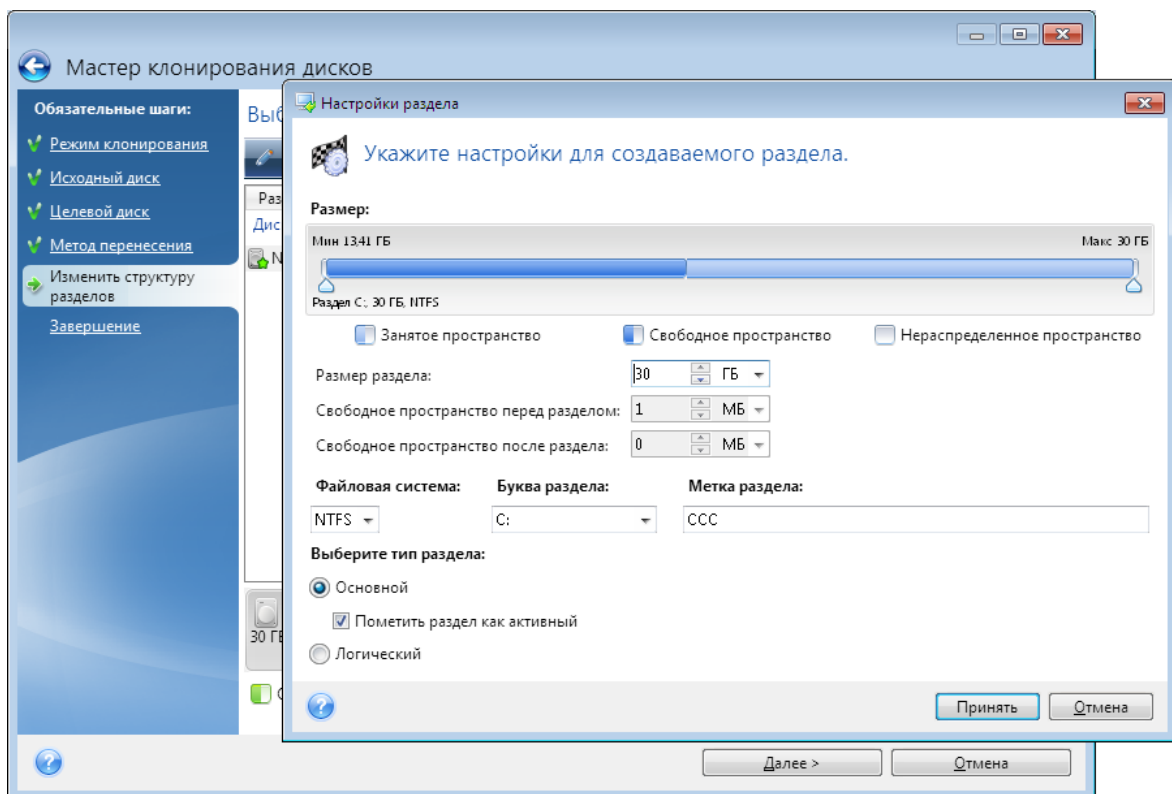 Мастер клонирования дисков
Обязательные шаги:
Режим клонирования
Исходный диск
Целевой диск
Метод перенесения
Изменить структуру
разделов
Завершение
Выб
Раз
Дис
N
30 ГБ
С
Настройки раздела
Укажите настройки для создаваемого раздела.
Размер:
Мин 13,41 ГБ Макс 30 ГБ
Раздел C:, 30 ГБ, NTFS
Занятое пространство Свободное пространство Нераспределенное пространство
Размер раздела: 30 ГБ
Свободное пространство перед разделом: 1 МБ
Свободное пространство после раздела: 0 МБ
Файловая система: Буква раздела: Метка раздела:
NTFS C: CCC
Выберите тип раздела:
Основной
Пометить раздел как активный
Логический
Принять Отмена
Далее > Отмена